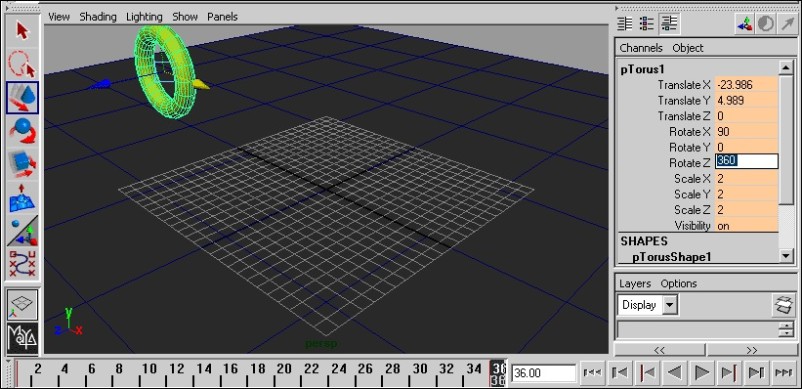 View Shading Lighting Show Panels
Channels Object
pTorus1
Translate X -23.986
Translate Y 4.989
Translate Z 0
Rotate X 90
Rotate Y 0
Rotate Z 360
Scale X 2
Scale Y 2
Scale Z 2
Visibility on
SHAPES
pTorusShape1
Layers Options
Display
<< >>
y
z x
persp
MAYA
2 4 6 8 10 12 14 16 18 20 22 24 26 28 30 32 34 36
36
36.00